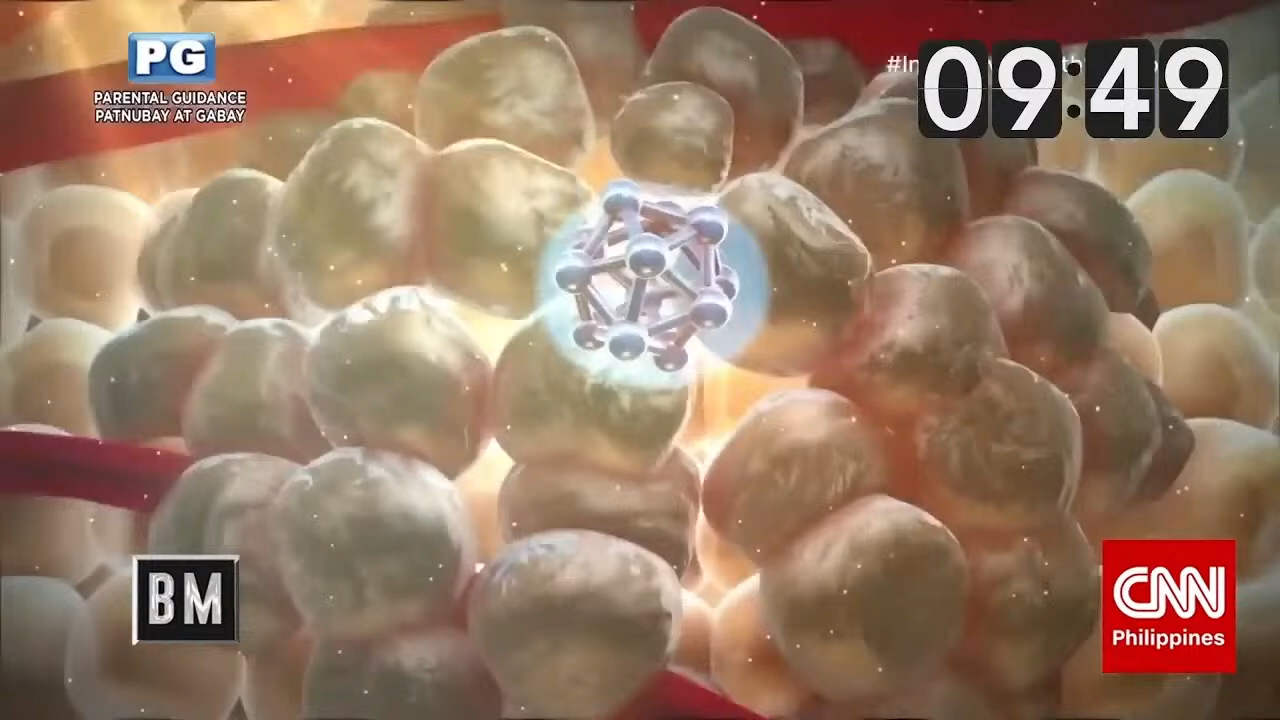 PG
PARENTAL GUIDANCE
PATNUBAY AT GABAY
09:49
BM
CNN
Philippines